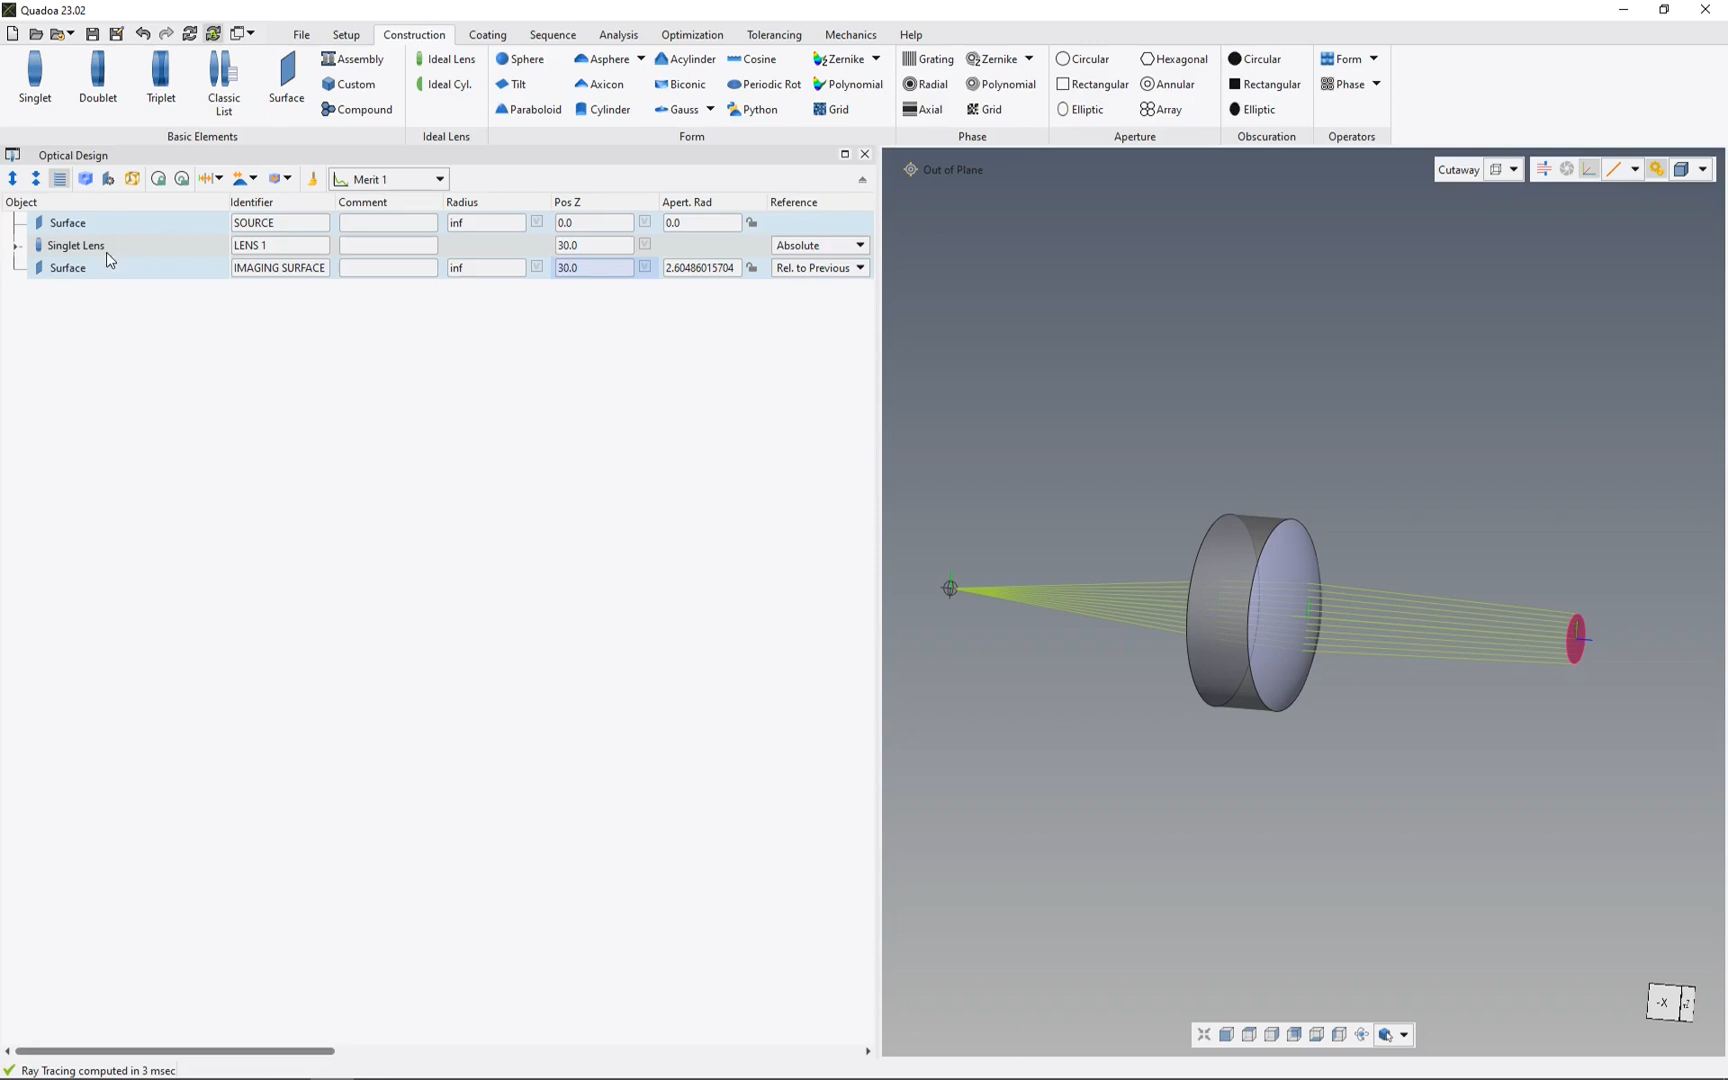 Quadoa 23.02
File Setup Construction Coating Sequence Analysis Optimization Tolerancing Mechanics Help
Singlet Doublet Triplet Classic List Surface
Assembly
Custom
Compound
Basic Elements
Ideal Lens
Ideal Cyl.
Ideal Lens
Sphere Asphere Acylinder Cosine Zernike
Tilt Axicon Biconic Periodic Rot Polynomial
Paraboloid Cylinder Gauss Python Grid
Form
Grating Zernike
Radial Polynomial
Axial Grid
Phase
Circular Hexagonal
Rectangular Annular
Elliptic Array
Aperture
Circular
Rectangular
Elliptic
Obscuration
Form
Phase
Operators
Optical Design
Merit 1
Object Identifier Comment Radius Pos Z Apert. Rad Reference
Surface SOURCE inf V 0.0 V 0.0
Singlet Lens LENS 1 30.0 V Absolute
Surface IMAGING SURFACE inf V 30.0 V 2.60486015704 Rel. to Previous
Out of Plane
Cutaway
-X
Ray Tracing computed in 3 msec